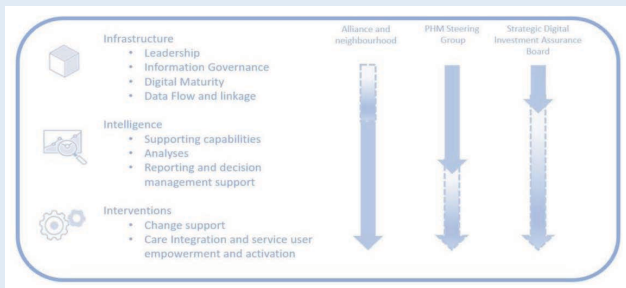 Infrastructure
• Leadership
• Information Governance
• Digital Maturity
• Data Flow and linkage
Intelligence
• Supporting capabilities
• Analyses
• Reporting and decision
management support
Interventions
• Change support
• Care Integration and service user
empowerment and activation
Alliance and
neighbourhood
PHM Steering
Group
Strategic Digital
Investment Assurance
Board